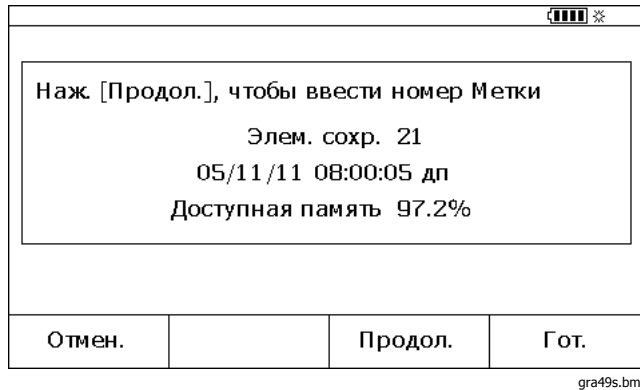 Наж. [Продол.], чтобы ввести номер Метки
Элем. сохр. 21
05/11/11 08:00:05 дп
Доступная память 97.2%
Отмен.
Продол.
Гот.
gra49s.bm